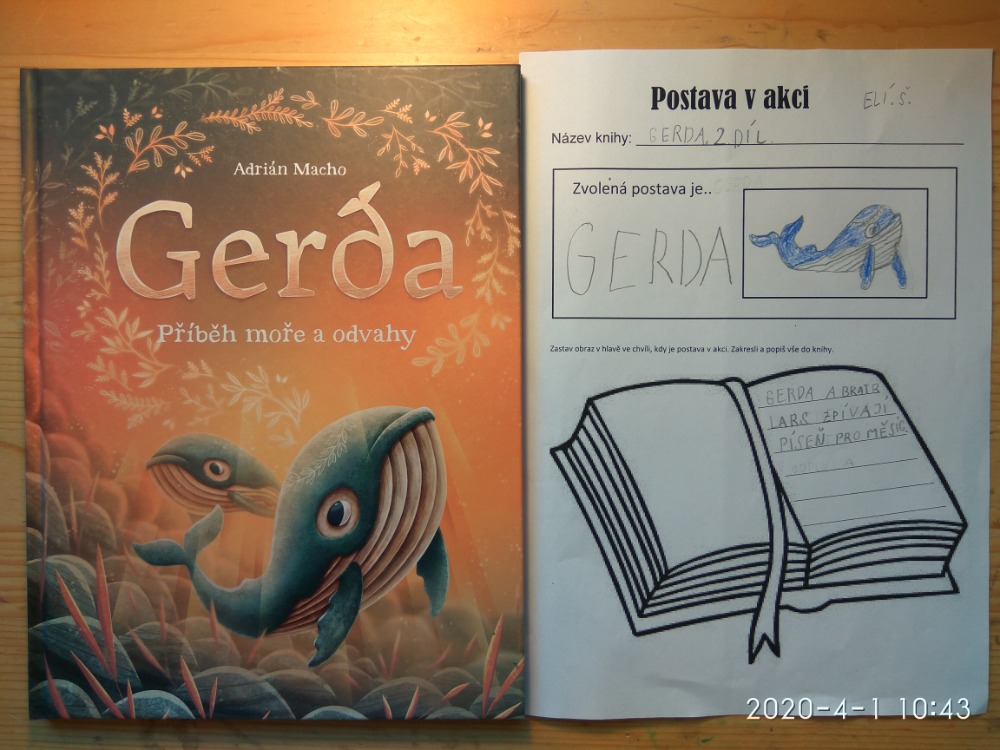 Adrián Macho
Gerda
Příběh moře a odvahy
Postava v akci
ELI.Š.
Název knihy: GERDA 2 DÍL
Zvolená postava je..
GERDA
Zastav obraz v hlavě ve chvíli, kdy je postava v akci. Zakresli a popiš vše do knihy.
GERDA A BRATR
LARS ZPÍVAJÍ
PÍSEŇ PRO MĚSÍC.
2020-4-1 10:43